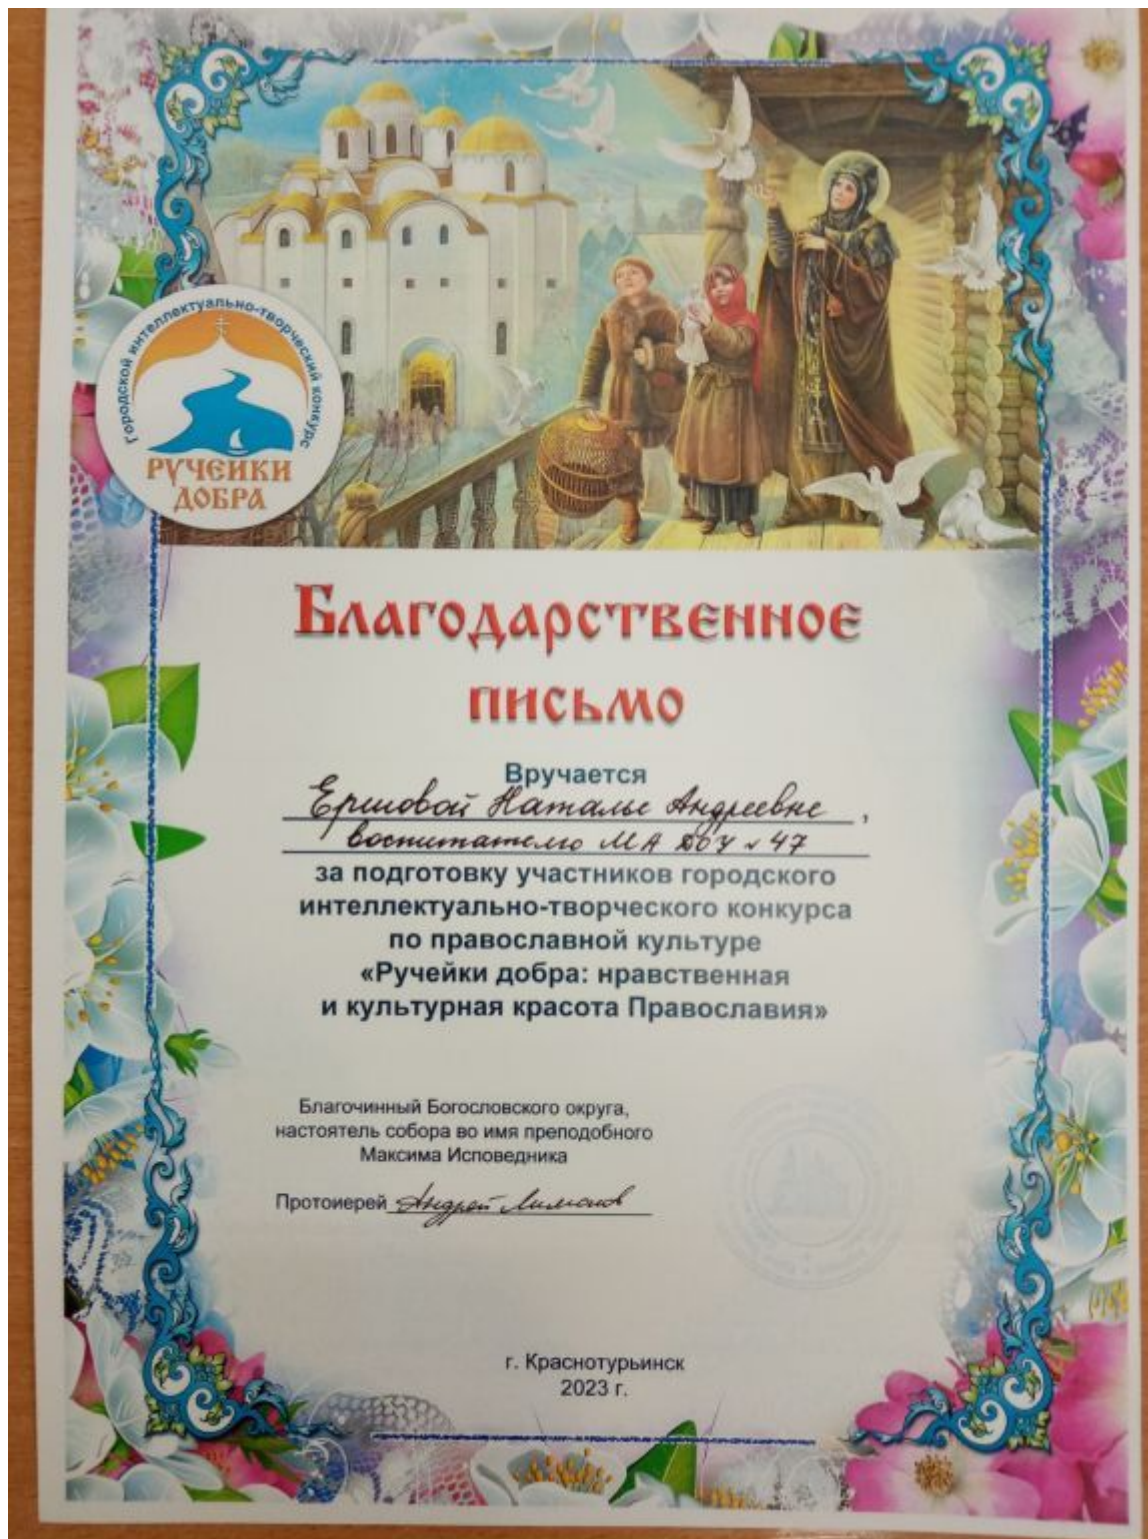 Городской интеллектуально-творческий конкурс
РУЧЕЙКИ
ДОБРА
Благодарственное
письмо
Вручается
Ершовой Наталье Андреевне ,
воспитателю МА ДОУ № 47
за подготовку участников городского
интеллектуально-творческого конкурса
по православной культуре
«Ручейки добра: нравственная
и культурная красота Православия»
Благочинный Богословского округа,
настоятель собора во имя преподобного
Максима Исповедника
Протоиерей Андрей
г. Краснотурьинск
2023 г.